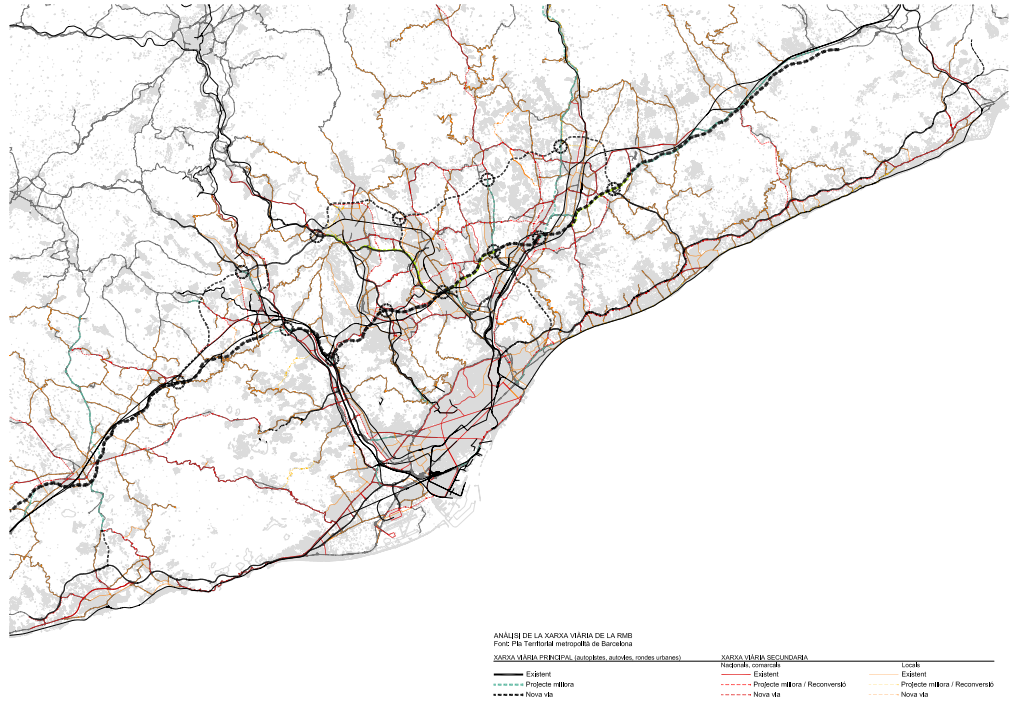 ANÀLISI DE LA XARXA VIÀRIA DE LA RMB
Font: Pla Territorial metropolità de Barcelona
XARXA VIÀRIA PRINCIPAL (autopistes, autovies, rondes urbanes)
Existent
Projecte millora
Nova via
XARXA VIÀRIA SECUNDARIA
Nacionals, comarcals
Existent
Projecte millora / Reconversió
Nova via
Locals
Existent
Projecte millora / Reconversió
Nova via